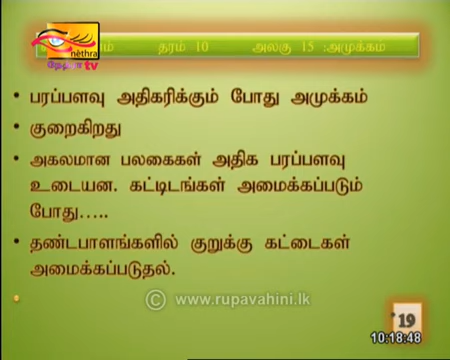 ம் தரம் 10 அலகு 15 :அமுக்கம்
nethra
நேத்ரா tv
• பரப்பளவு அதிகரிக்கும் போது அமுக்கம்
• குறைகிறது
• அகலமான பலகைகள் அதிக பரப்பளவு
உடையன. கட்டிடங்கள் அமைக்கப்படும்
போது…..
• தண்டபாளங்களில் குறுக்கு கட்டைகள்
அமைக்கப்படுதல்.
© www.rupavahini.lk
19
10:18:48